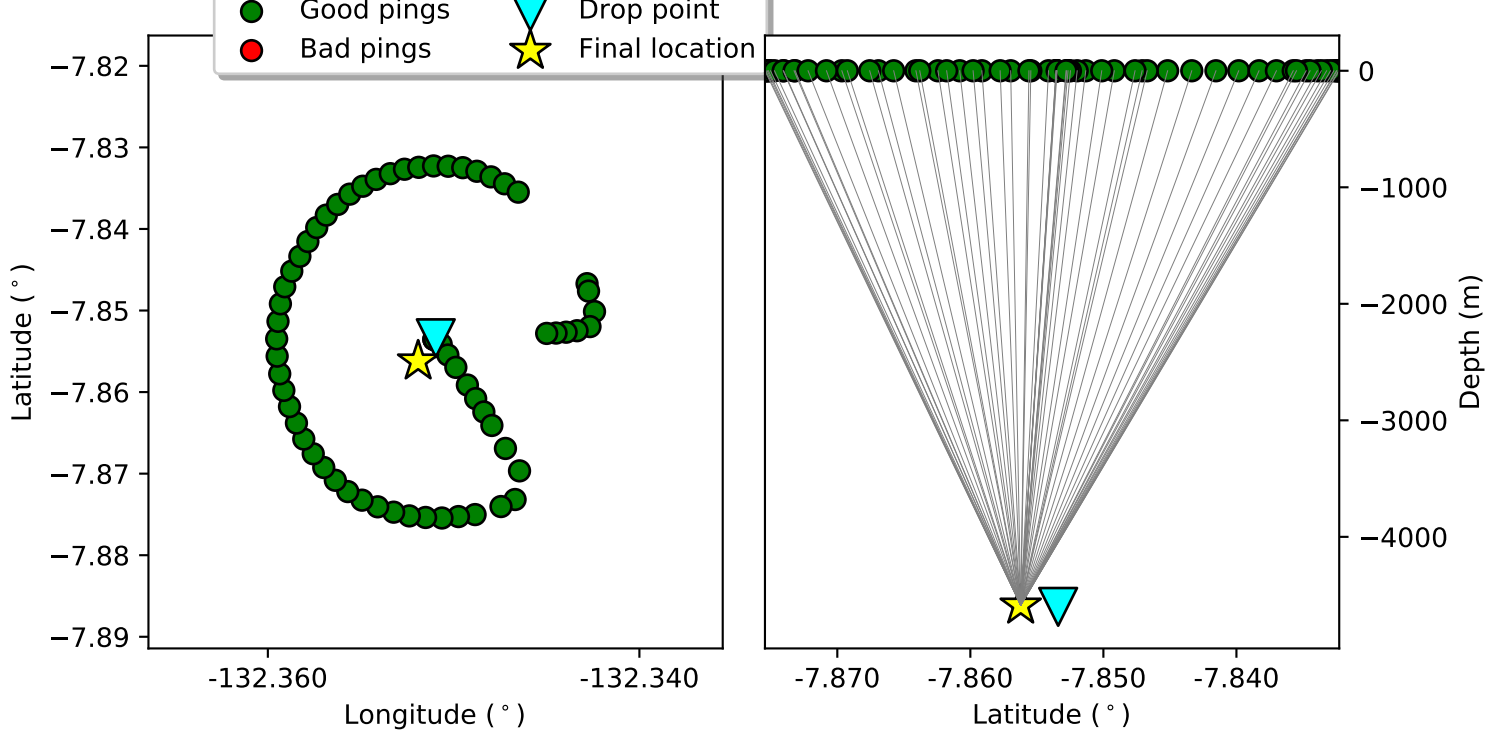 Good pings
Drop point
Bad pings
Final location
−7.82
−7.83
−7.84
−7.85
−7.86
−7.87
−7.88
−7.89
Latitude (°)
-132.360
-132.340
Longitude (°)
0
−1000
−2000
−3000
−4000
Depth (m)
-7.870
-7.860
-7.850
-7.840
Latitude (°)